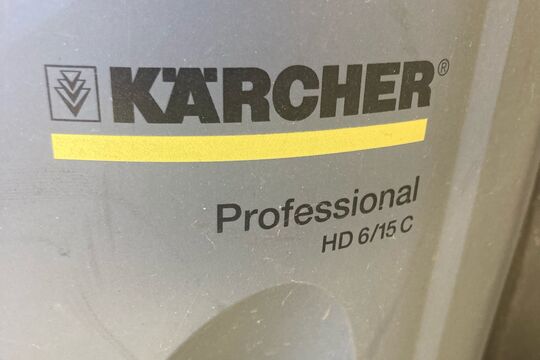 KÄRCHER®
Professional
HD 6/15 C